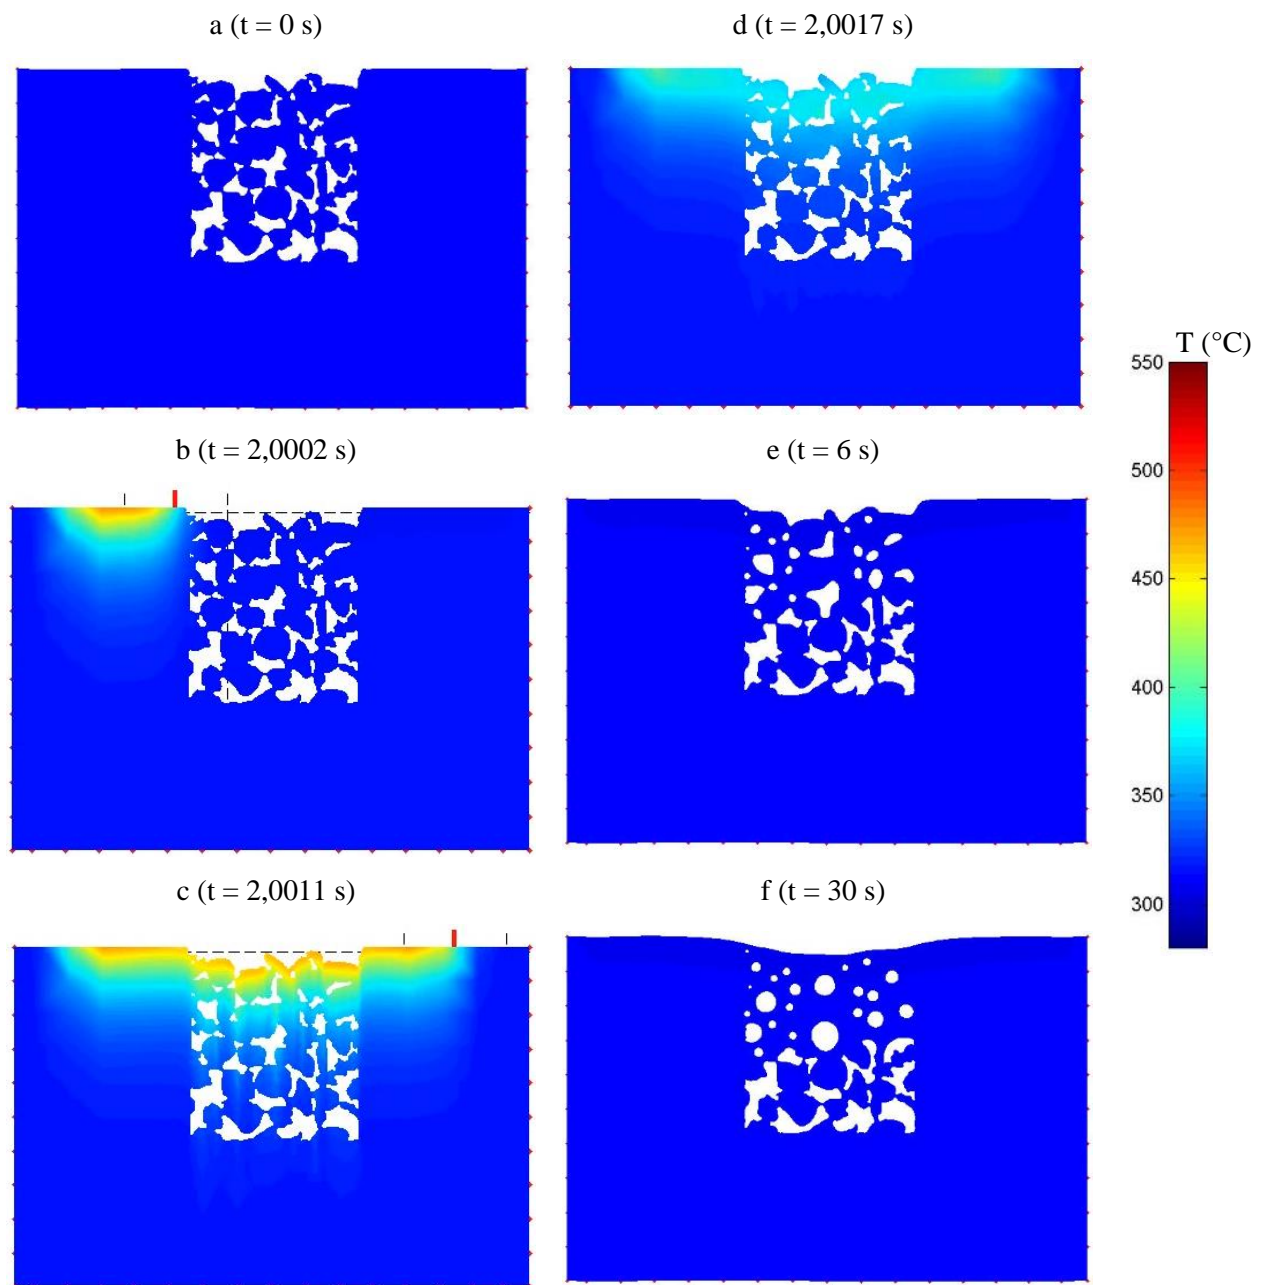 a (t = 0 s)
d (t = 2,0017 s)
b (t = 2,0002 s)
e (t = 6 s)
c (t = 2,0011 s)
f (t = 30 s)
T (°C)
550
500
450
400
350
300